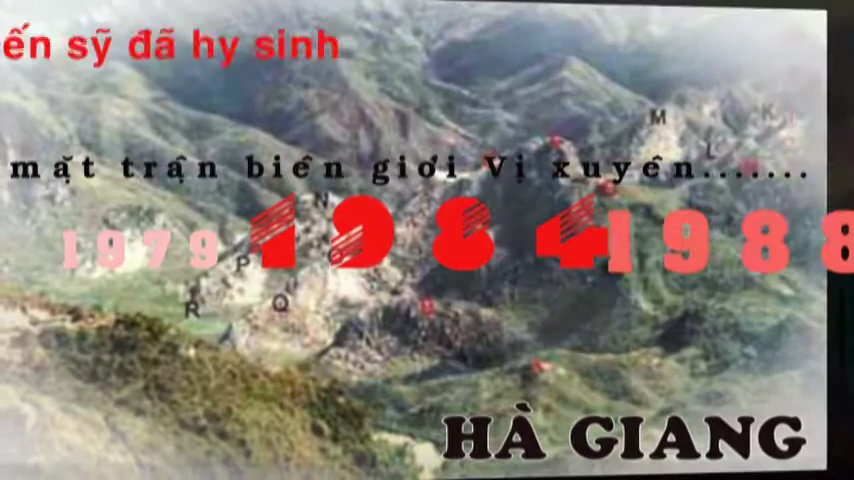 ến sỹ đã hy sinh
mặt trận biên giới Vị xuyên.......
1979 1984 1988
M
K
L
N
P
O
R
Q
HÀ GIANG